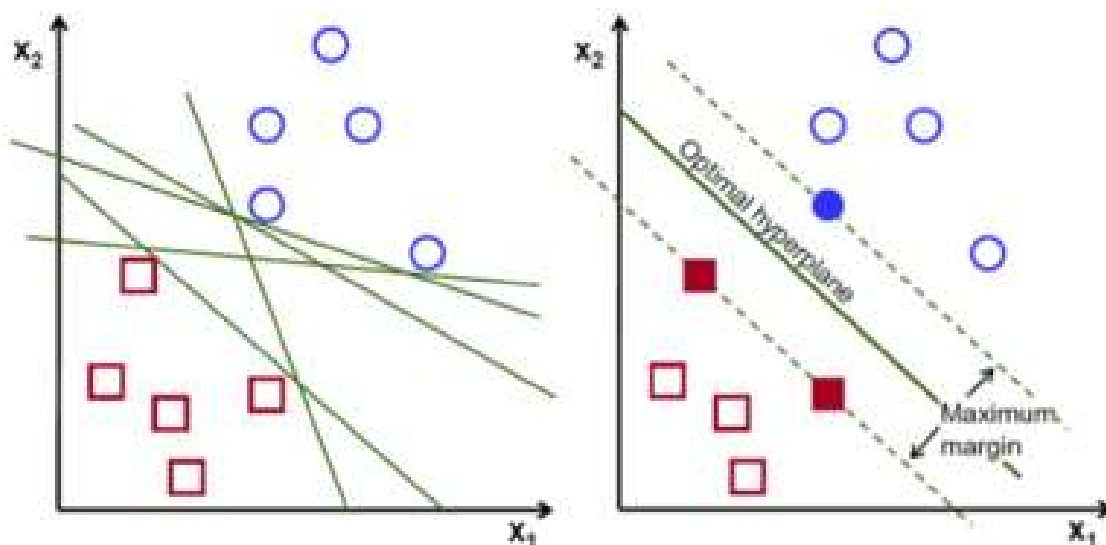 X₂
X₁
X₂
Optimal hyperplane
Maximum
margin
X₁